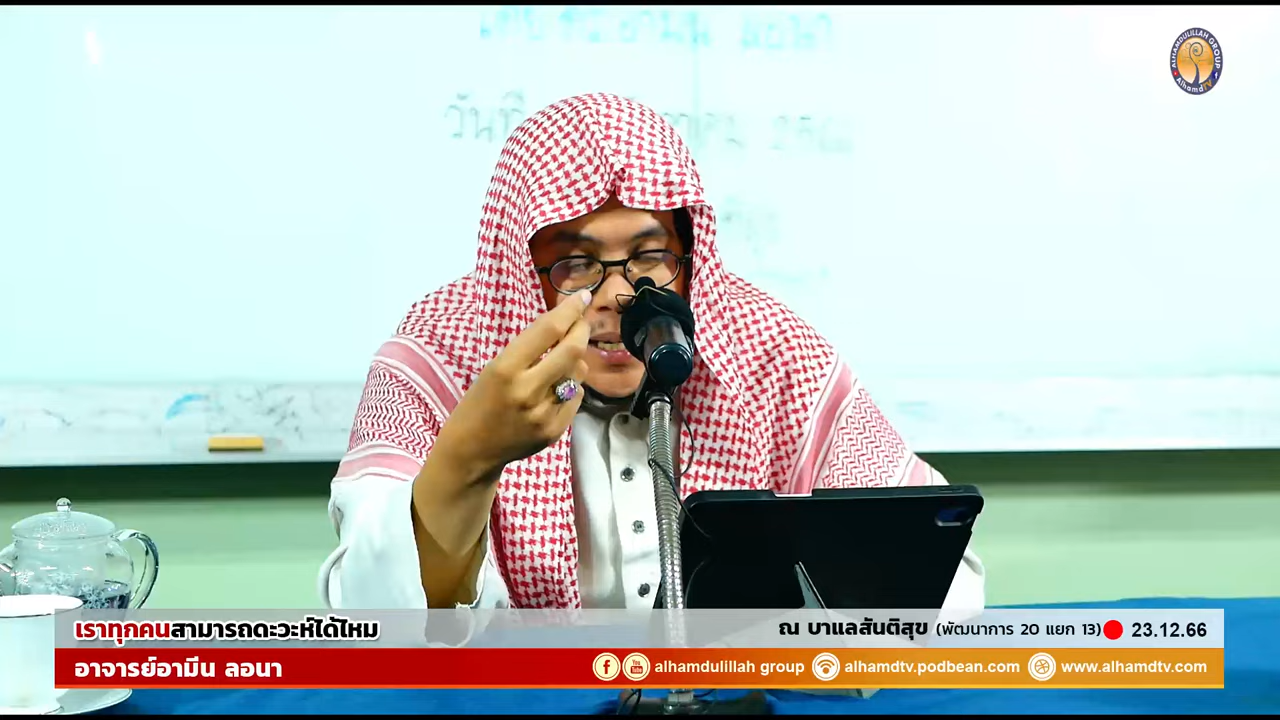 ALHAMDULILLAH GROUP
AlhamdTV
เราทุกคนสามารถดะวะห์ได้ไหม
ณ บาแลสันติสุข (พัฒนาการ 20 แยก 13) 23.12.66
อาจารย์อามีน ลอนา
alhamdulillah group alhamdtv.podbean.com www.alhamdtv.com